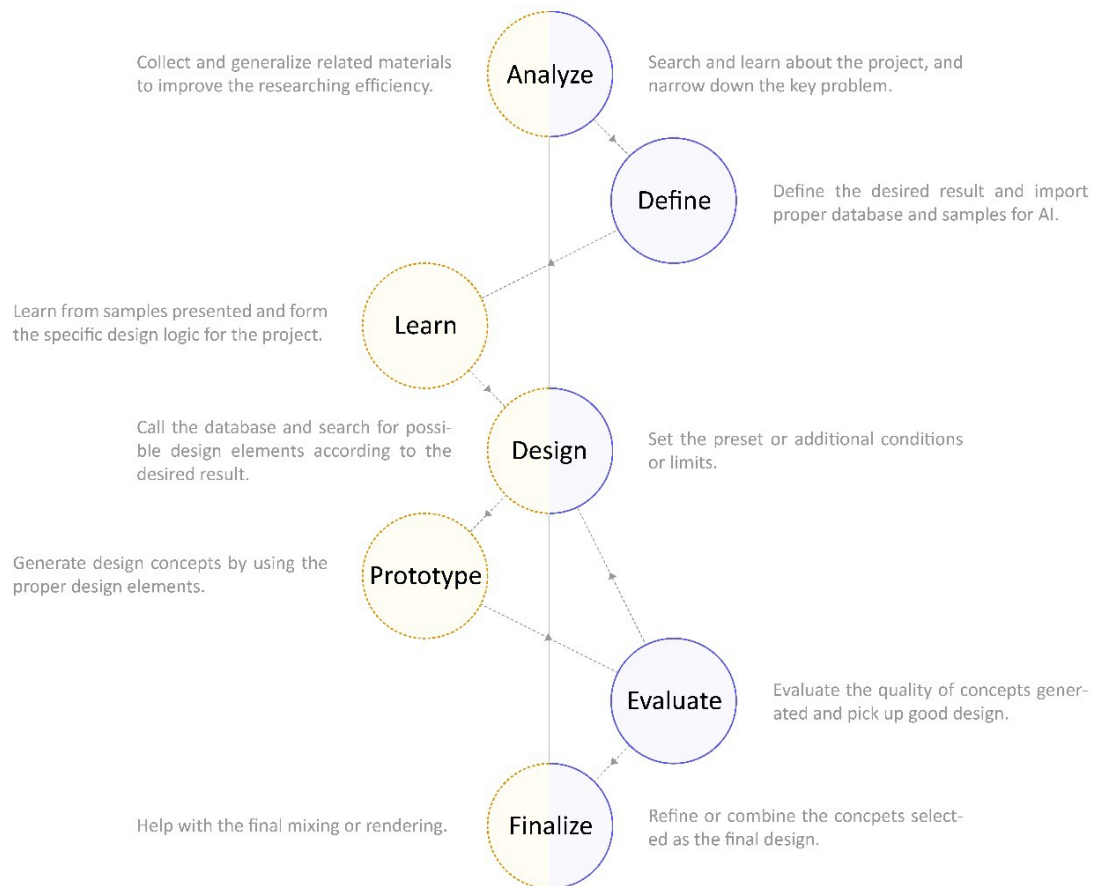 Collect and generalize related materials
to improve the researching efficiency.
Analyze
Search and learn about the project, and
narrow down the key problem.
Define
Define the desired result and import
proper database and samples for AI.
Learn from samples presented and form
the specific design logic for the project.
Learn
Call the database and search for possi-
ble design elements according to the
desired result.
Design
Set the preset or additional conditions
or limits.
Generate design concepts by using the
proper design elements.
Prototype
Evaluate
Evaluate the quality of concepts gener-
ated and pick up good design.
Help with the final mixing or rendering.
Finalize
Refine or combine the concpets select-
ed as the final design.